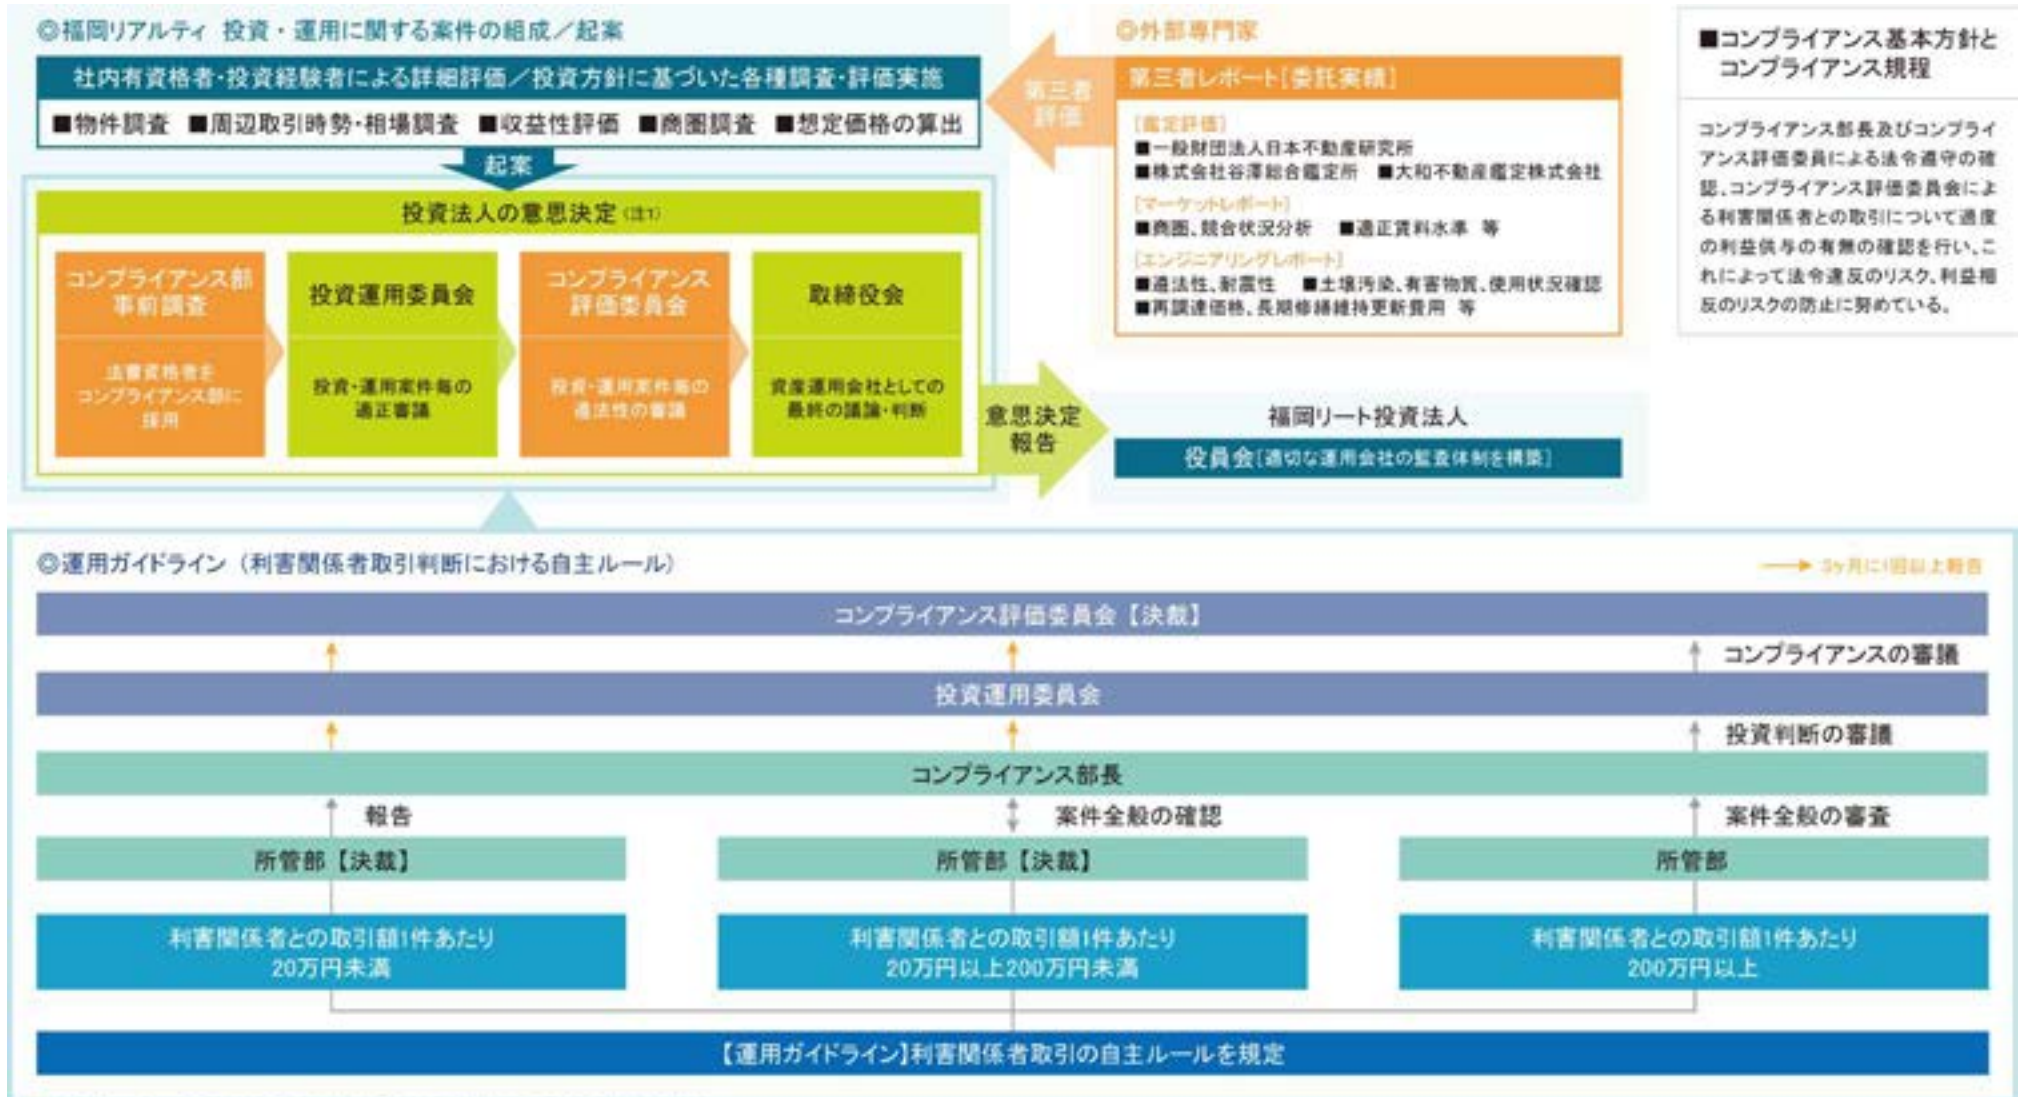 ◎福岡リアルティ 投資・運用に関する案件の組成／起案
社内有資格者・投資経験者による詳細評価／投資方針に基づいた各種調査・評価実施
■物件調査 ■周辺取引時勢・相場調査 ■収益性評価 ■商圏調査 ■想定価格の算出
起案
投資法人の意思決定（注1）
コンプライアンス部
事前調査
法曹資格者を
コンプライアンス部に
採用
投資運用委員会
投資・運用案件毎の
適正審議
コンプライアンス
評価委員会
投資・運用案件毎の
適法性の審議
取締役会
資産運用会社としての
最終の議論・判断
第三者
評価
◎外部専門家
第三者レポート［委託実績］
［鑑定評価］
■一般財団法人日本不動産研究所
■株式会社谷澤総合鑑定所 ■大和不動産鑑定株式会社
［マーケットレポート］
■商圏、競合状況分析 ■適正賃料水準 等
［エンジニアリングレポート］
■遵法性、耐震性 ■土壌汚染、有害物質、使用状況確認
■再調達価格、長期修繕維持更新費用 等
意思決定
報告
福岡リート投資法人
役員会［適切な運用会社の監査体制を構築］
■コンプライアンス基本方針と
コンプライアンス規程
コンプライアンス部長及びコンプライ
アンス評価委員による法令遵守の確
認、コンプライアンス評価委員会によ
る利害関係者との取引について過度
の利益供与の有無の確認を行い、こ
れによって法令違反のリスク、利益相
反のリスクの防止に努めている。
◎運用ガイドライン（利害関係者取引判断における自主ルール）
3ヶ月に1回以上報告
コンプライアンス評価委員会【決裁】
コンプライアンスの審議
投資運用委員会
投資判断の審議
コンプライアンス部長
報告
案件全般の確認
案件全般の審査
所管部【決裁】
所管部【決裁】
所管部
利害関係者との取引額1件あたり
20万円未満
利害関係者との取引額1件あたり
20万円以上200万円未満
利害関係者との取引額1件あたり
200万円以上
【運用ガイドライン】利害関係者取引の自主ルールを規定